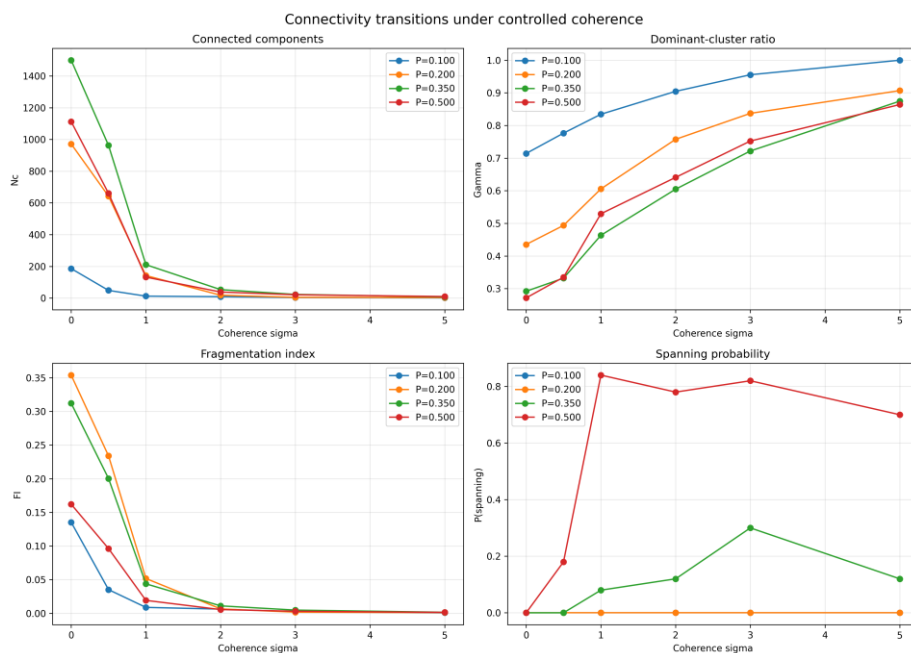 Connectivity transitions under controlled coherence
Connected components
1400
1200
1000
800
600
400
200
0
Nc
0
1
2
3
4
5
Coherence sigma
P=0.100
P=0.200
P=0.350
P=0.500
Dominant-cluster ratio
1.0
0.9
0.8
0.7
0.6
0.5
0.4
0.3
Gamma
0
1
2
3
4
5
Coherence sigma
P=0.100
P=0.200
P=0.350
P=0.500
Fragmentation index
0.35
0.30
0.25
0.20
0.15
0.10
0.05
0.00
FI
0
1
2
3
4
5
Coherence sigma
P=0.100
P=0.200
P=0.350
P=0.500
Spanning probability
0.8
0.6
0.4
0.2
0.0
P(spanning)
0
1
2
3
4
5
Coherence sigma
P=0.100
P=0.200
P=0.350
P=0.500